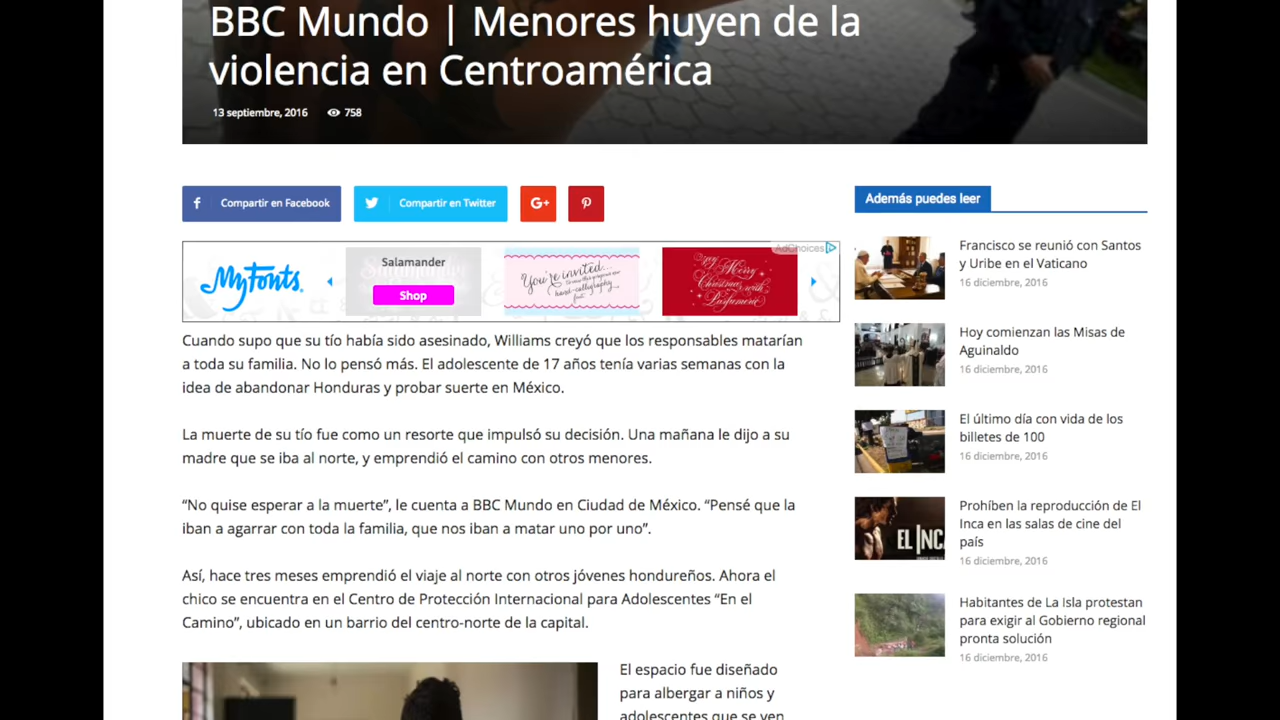 BBC Mundo | Menores huyen de la
violencia en Centroamérica
13 septiembre, 2016 758
Compartir en Facebook
Compartir en Twitter
G+
AdChoices
MyFonts
Salamander
Shop
You're invited...
Merry
Christmas with
Parfumerie
Cuando supo que su tío había sido asesinado, Williams creyó que los responsables matarían
a toda su familia. No lo pensó más. El adolescente de 17 años tenía varias semanas con la
idea de abandonar Honduras y probar suerte en México.
La muerte de su tío fue como un resorte que impulsó su decisión. Una mañana le dijo a su
madre que se iba al norte, y emprendió el camino con otros menores.
“No quise esperar a la muerte”, le cuenta a BBC Mundo en Ciudad de México. “Pensé que la
iban a agarrar con toda la familia, que nos iban a matar uno por uno”.
Así, hace tres meses emprendió el viaje al norte con otros jóvenes hondureños. Ahora el
chico se encuentra en el Centro de Protección Internacional para Adolescentes “En el
Camino”, ubicado en un barrio del centro-norte de la capital.
El espacio fue diseñado
para albergar a niños y
adolescentes que se ven
Además puedes leer
Francisco se reunió con Santos
y Uribe en el Vaticano
16 diciembre, 2016
Hoy comienzan las Misas de
Aguinaldo
16 diciembre, 2016
El último día con vida de los
billetes de 100
16 diciembre, 2016
EL INCA
Prohíben la reproducción de El
Inca en las salas de cine del
país
16 diciembre, 2016
Habitantes de La Isla protestan
para exigir al Gobierno regional
pronta solución
16 diciembre, 2016